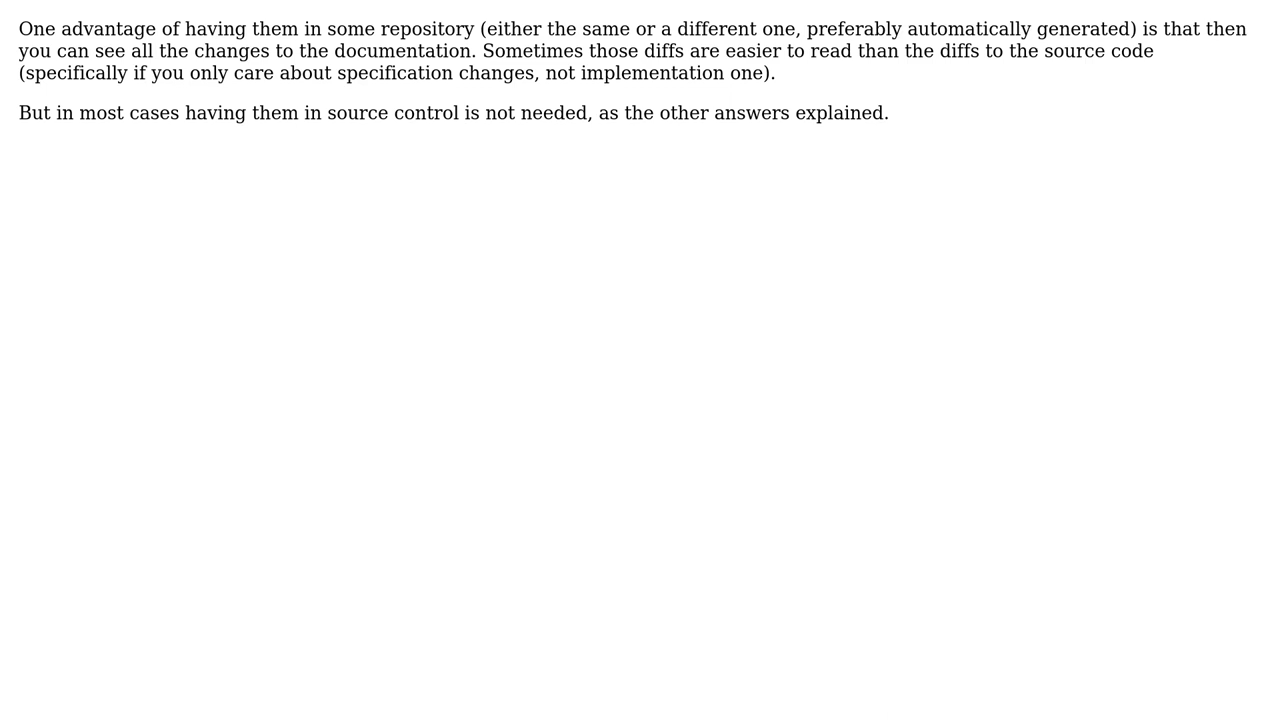 One advantage of having them in some repository (either the same or a different one, preferably automatically generated) is that then
you can see all the changes to the documentation. Sometimes those diffs are easier to read than the diffs to the source code
(specifically if you only care about specification changes, not implementation one).
But in most cases having them in source control is not needed, as the other answers explained.